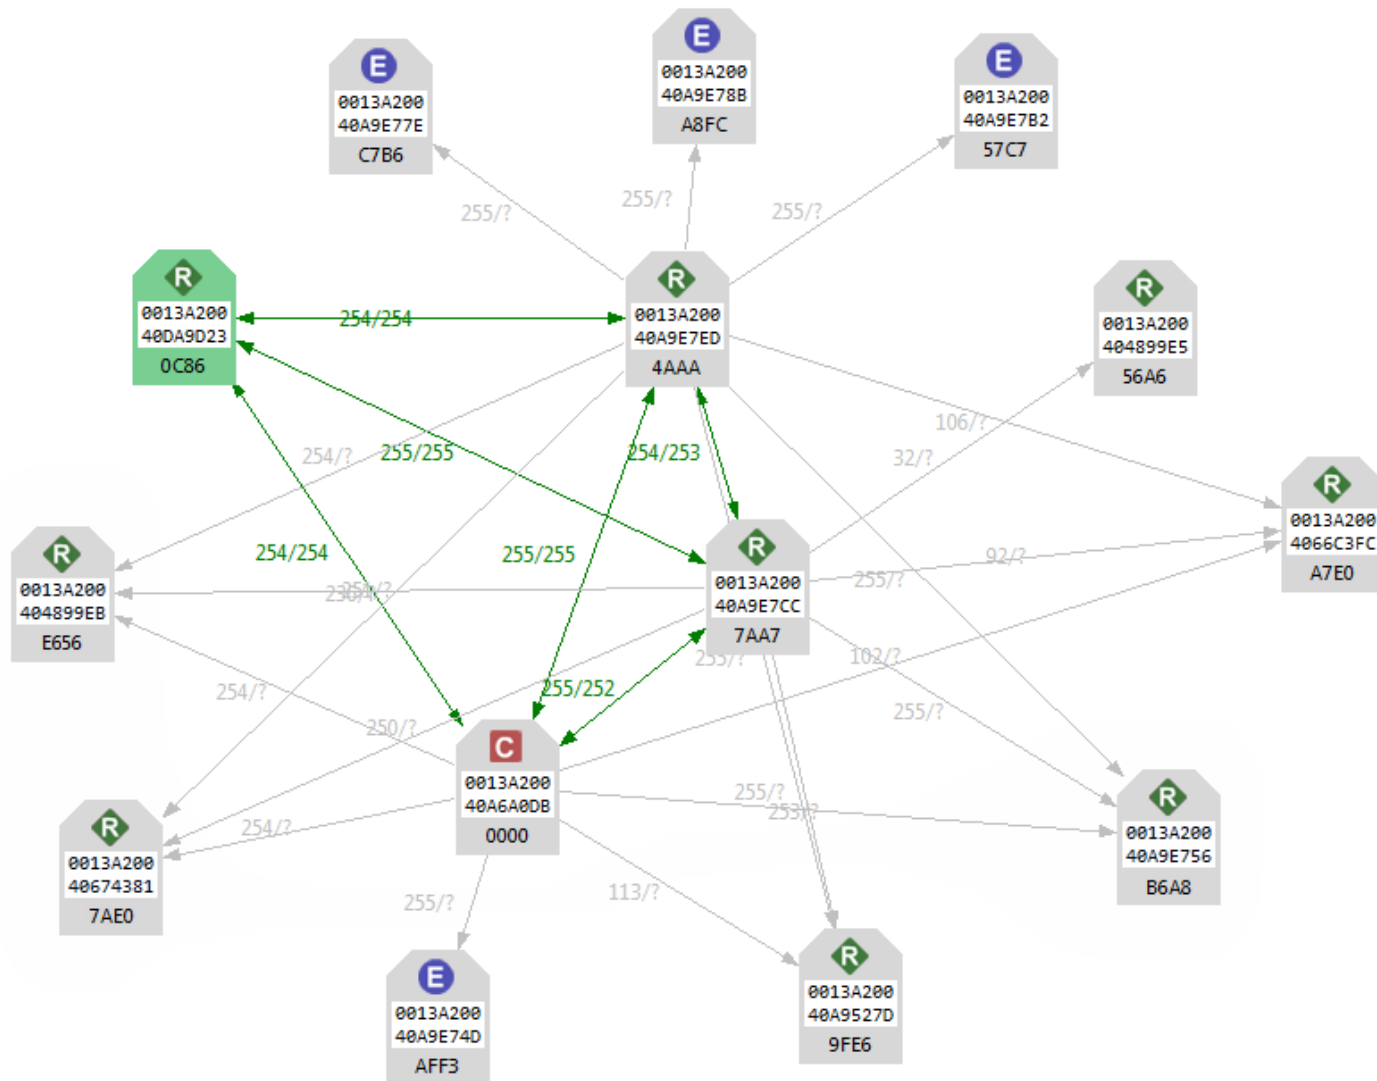 E
0013A200
40A9E77E
C7B6
E
0013A200
40A9E78B
A8FC
E
0013A200
40A9E7B2
57C7
255/?
255/?
255/?
R
0013A200
40DA9D23
0C86
254/254
R
0013A200
40A9E7ED
4AAA
R
0013A200
404899E5
56A6
106/?
254/?
255/255
254/253
32/?
R
0013A200
4066C3FC
A7E0
R
0013A200
404899EB
E656
254/254
255/255
R
0013A200
40A9E7CC
7AA7
92/?
255/?
255/?
102/?
254/?
255/252
255/?
250/?
C
0013A200
40A6A0DB
0000
255/?
253/?
R
0013A200
40A9E756
B6A8
R
0013A200
40674381
7AE0
254/?
255/?
113/?
E
0013A200
40A9E74D
AFF3
R
0013A200
40A9527D
9FE6